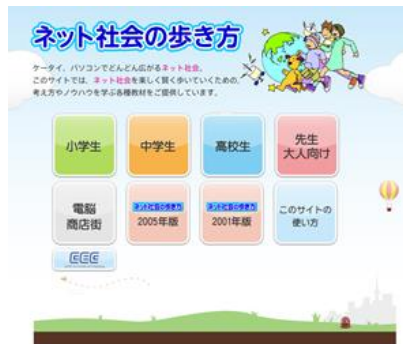 ネット社会の歩き方
ケータイ、パソコンでどんどん広がるネット社会。
このサイトでは、ネット社会を楽しく賢く歩いていくための、
考え方やノウハウを学ぶ各種教材をご提供しています。
小学生
中学生
高校生
先生
大人向け
電脳
商店街
ネット社会の歩き方
2005年版
ネット社会の歩き方
2001年版
このサイトの
使い方
CEC